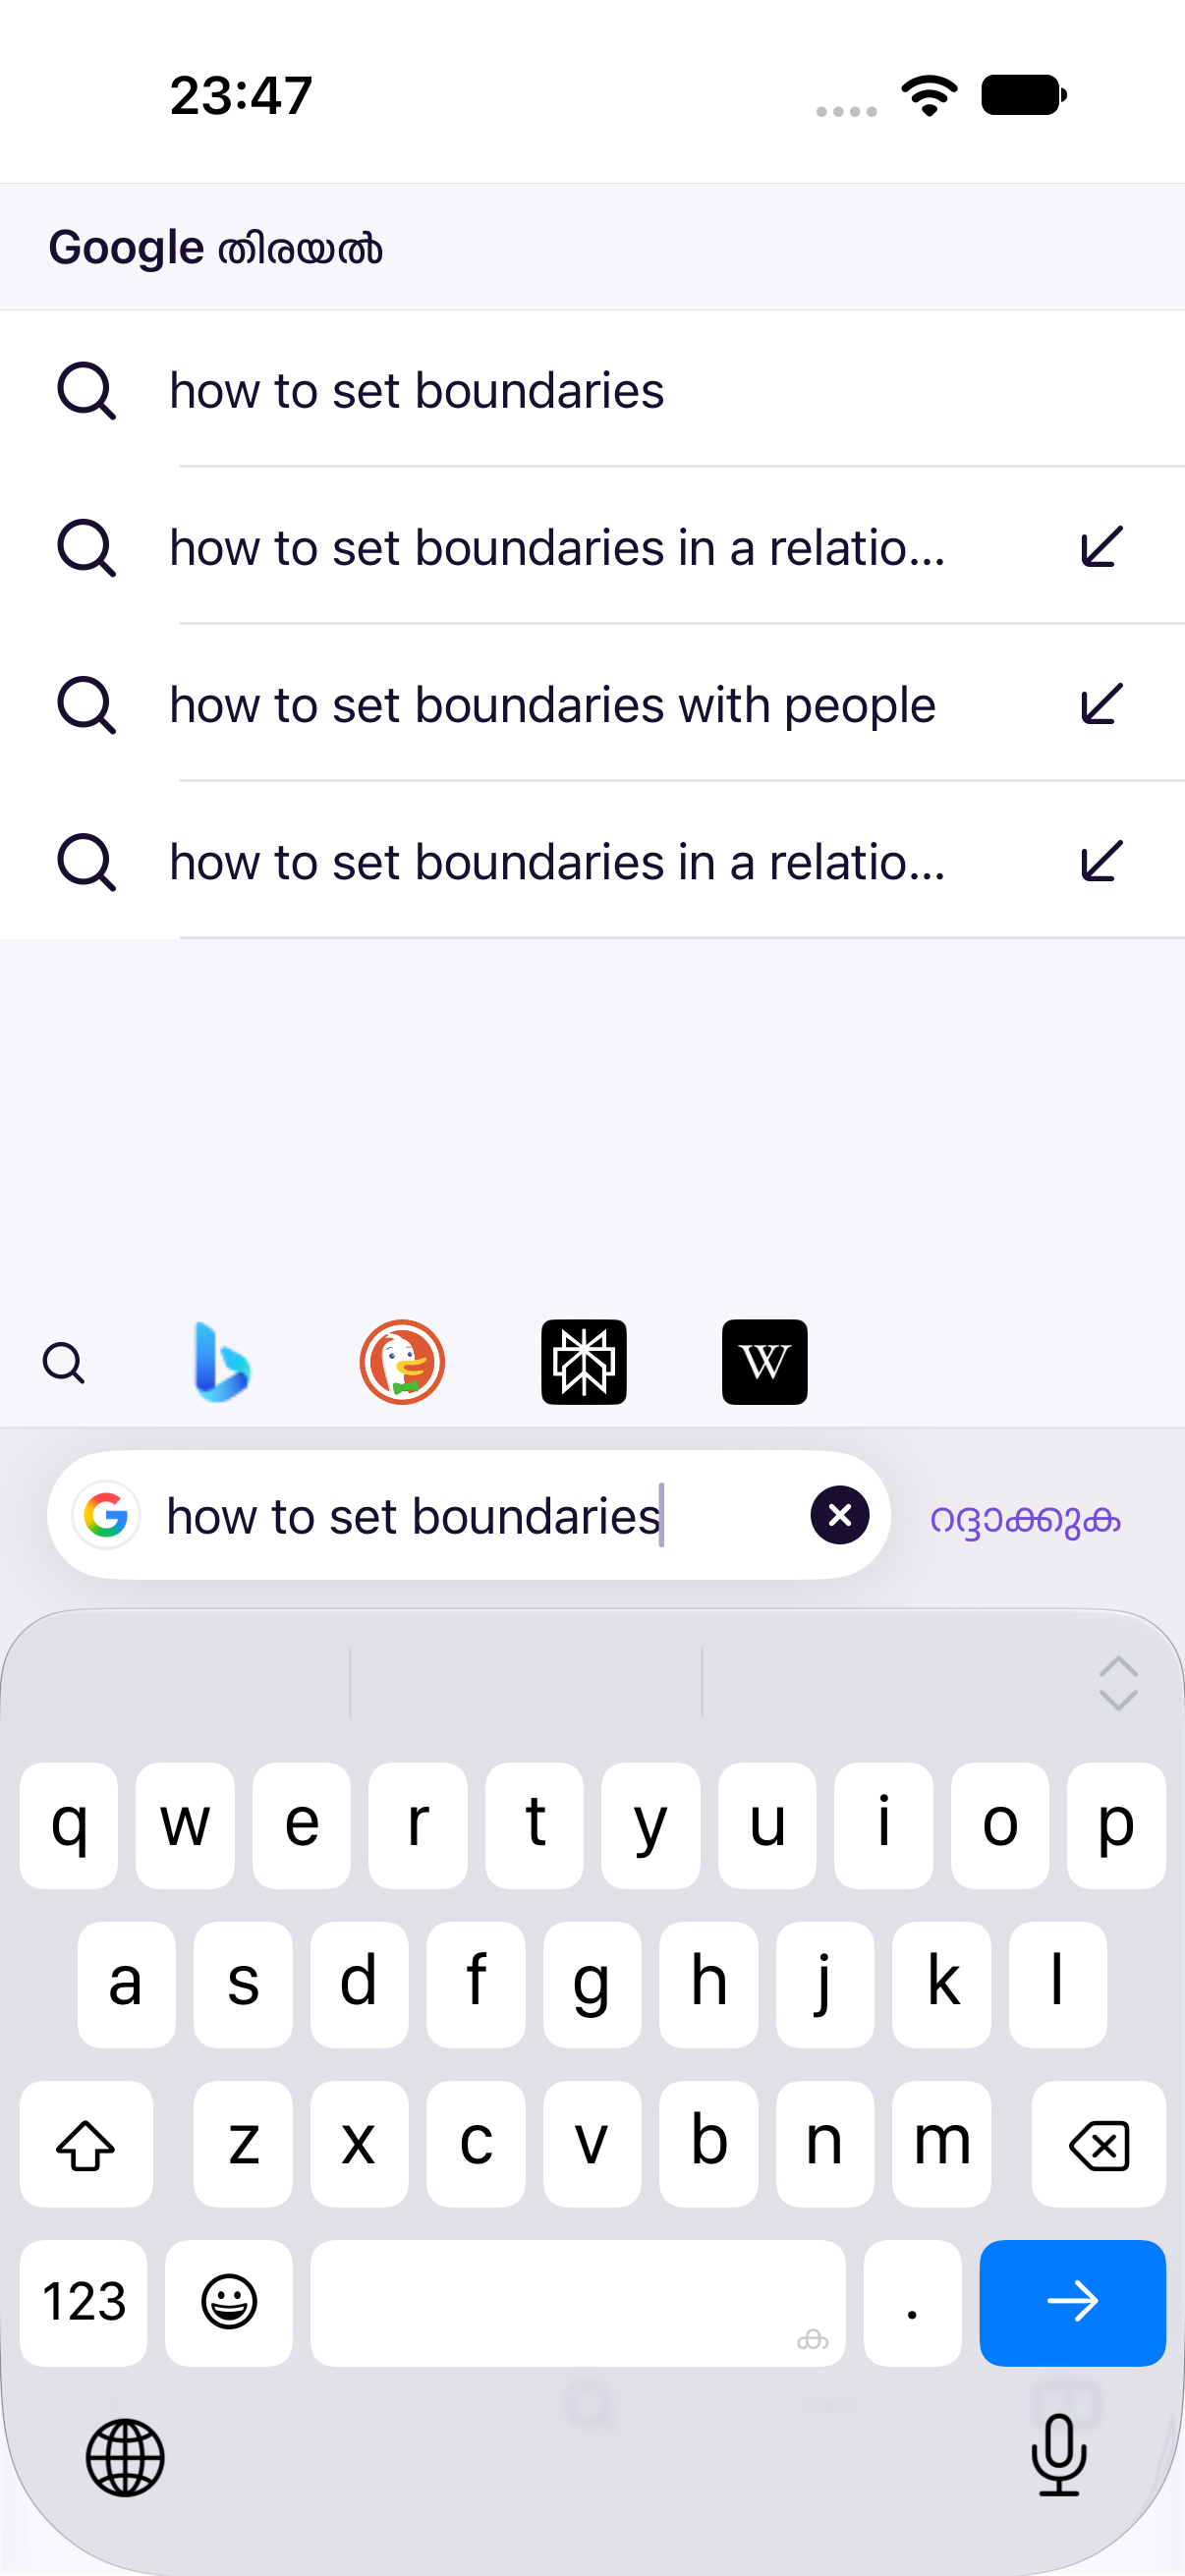 23:47
Google തിരയൽ
how to set boundaries
how to set boundaries in a relatio...
how to set boundaries with people
how to set boundaries in a relatio...
W
how to set boundaries
റദ്ദാക്കുക
q w e r t y u i o p
a s d f g h j k l
z x c v b n m
123 .
ക